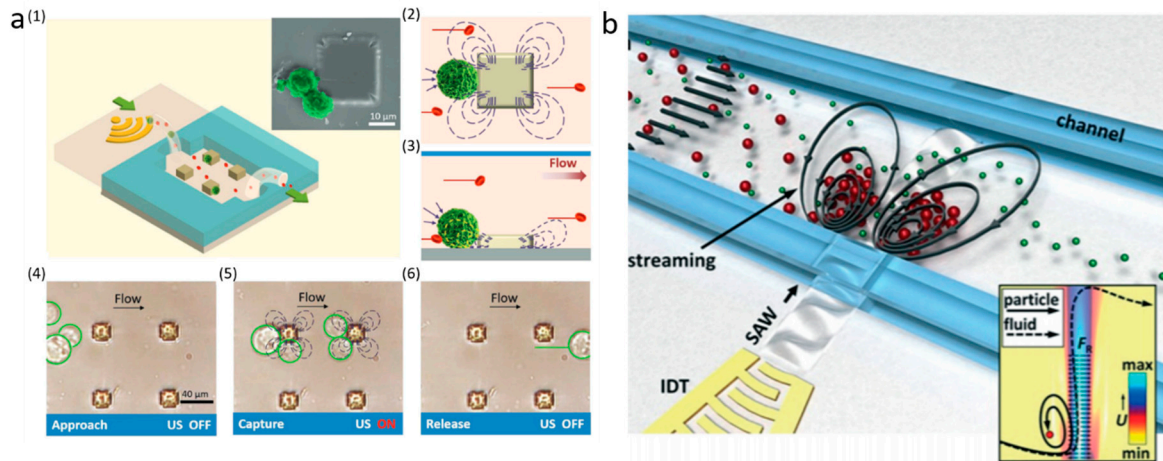 a
(1)
10 µm
(2)
(3)
Flow
(4)
Flow
40 µm
Approach US OFF
(5)
Flow
Capture US ON
(6)
Flow
Release US OFF
b
channel
streaming
SAW
IDT
particle
fluid
F_R
max
U
min